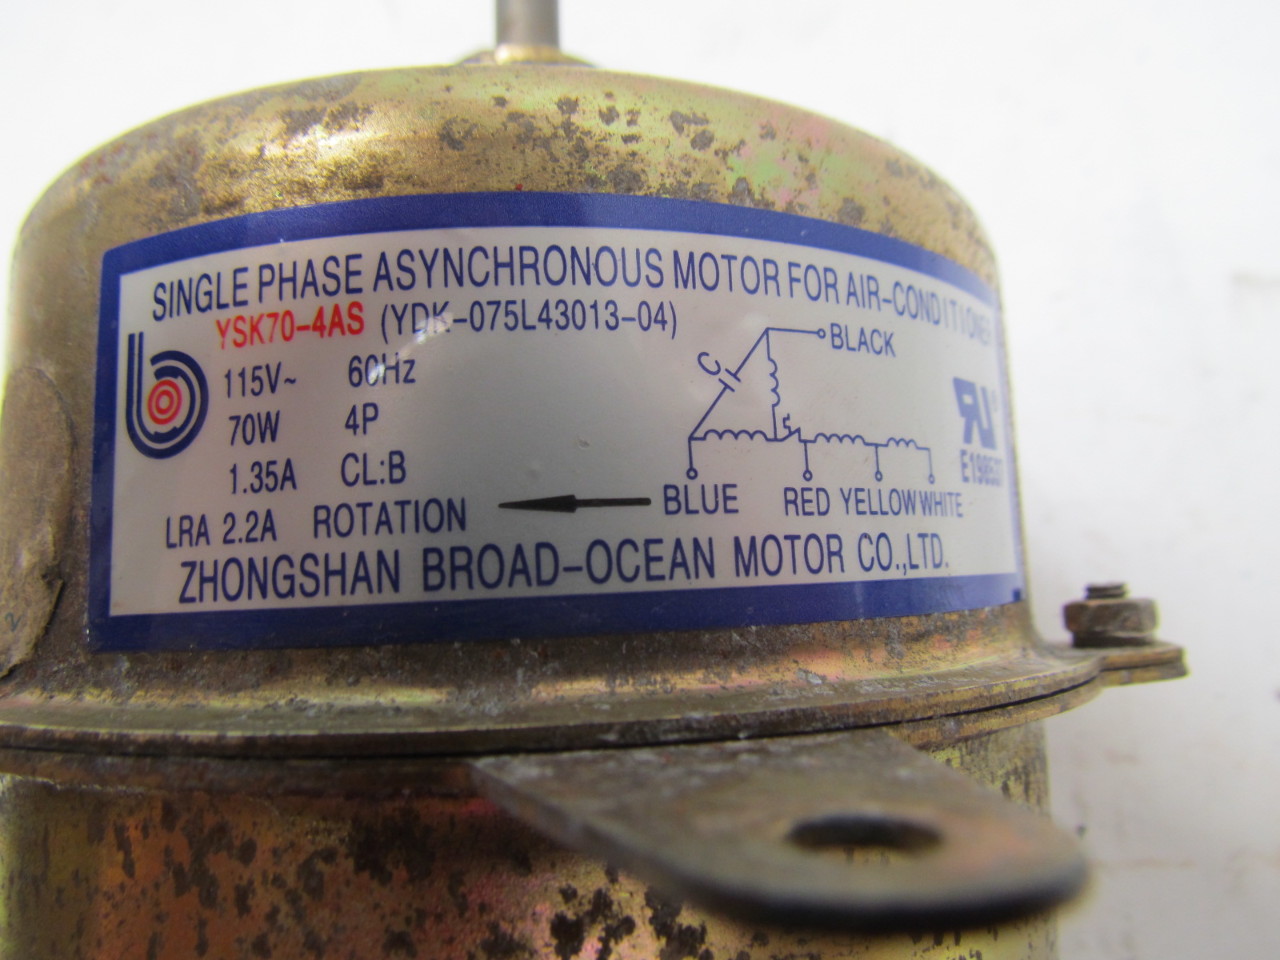 SINGLE PHASE ASYNCHRONOUS MOTOR FOR AIR-CONDITIONER
YSK70-4AS (YDK-075L43013-04)
BLACK
C
115V~ 60Hz
70W 4P
1.35A CL:B
LRA 2.2A ROTATION
BLUE RED YELLOW WHITE
ZHONGSHAN BROAD-OCEAN MOTOR CO.,LTD.